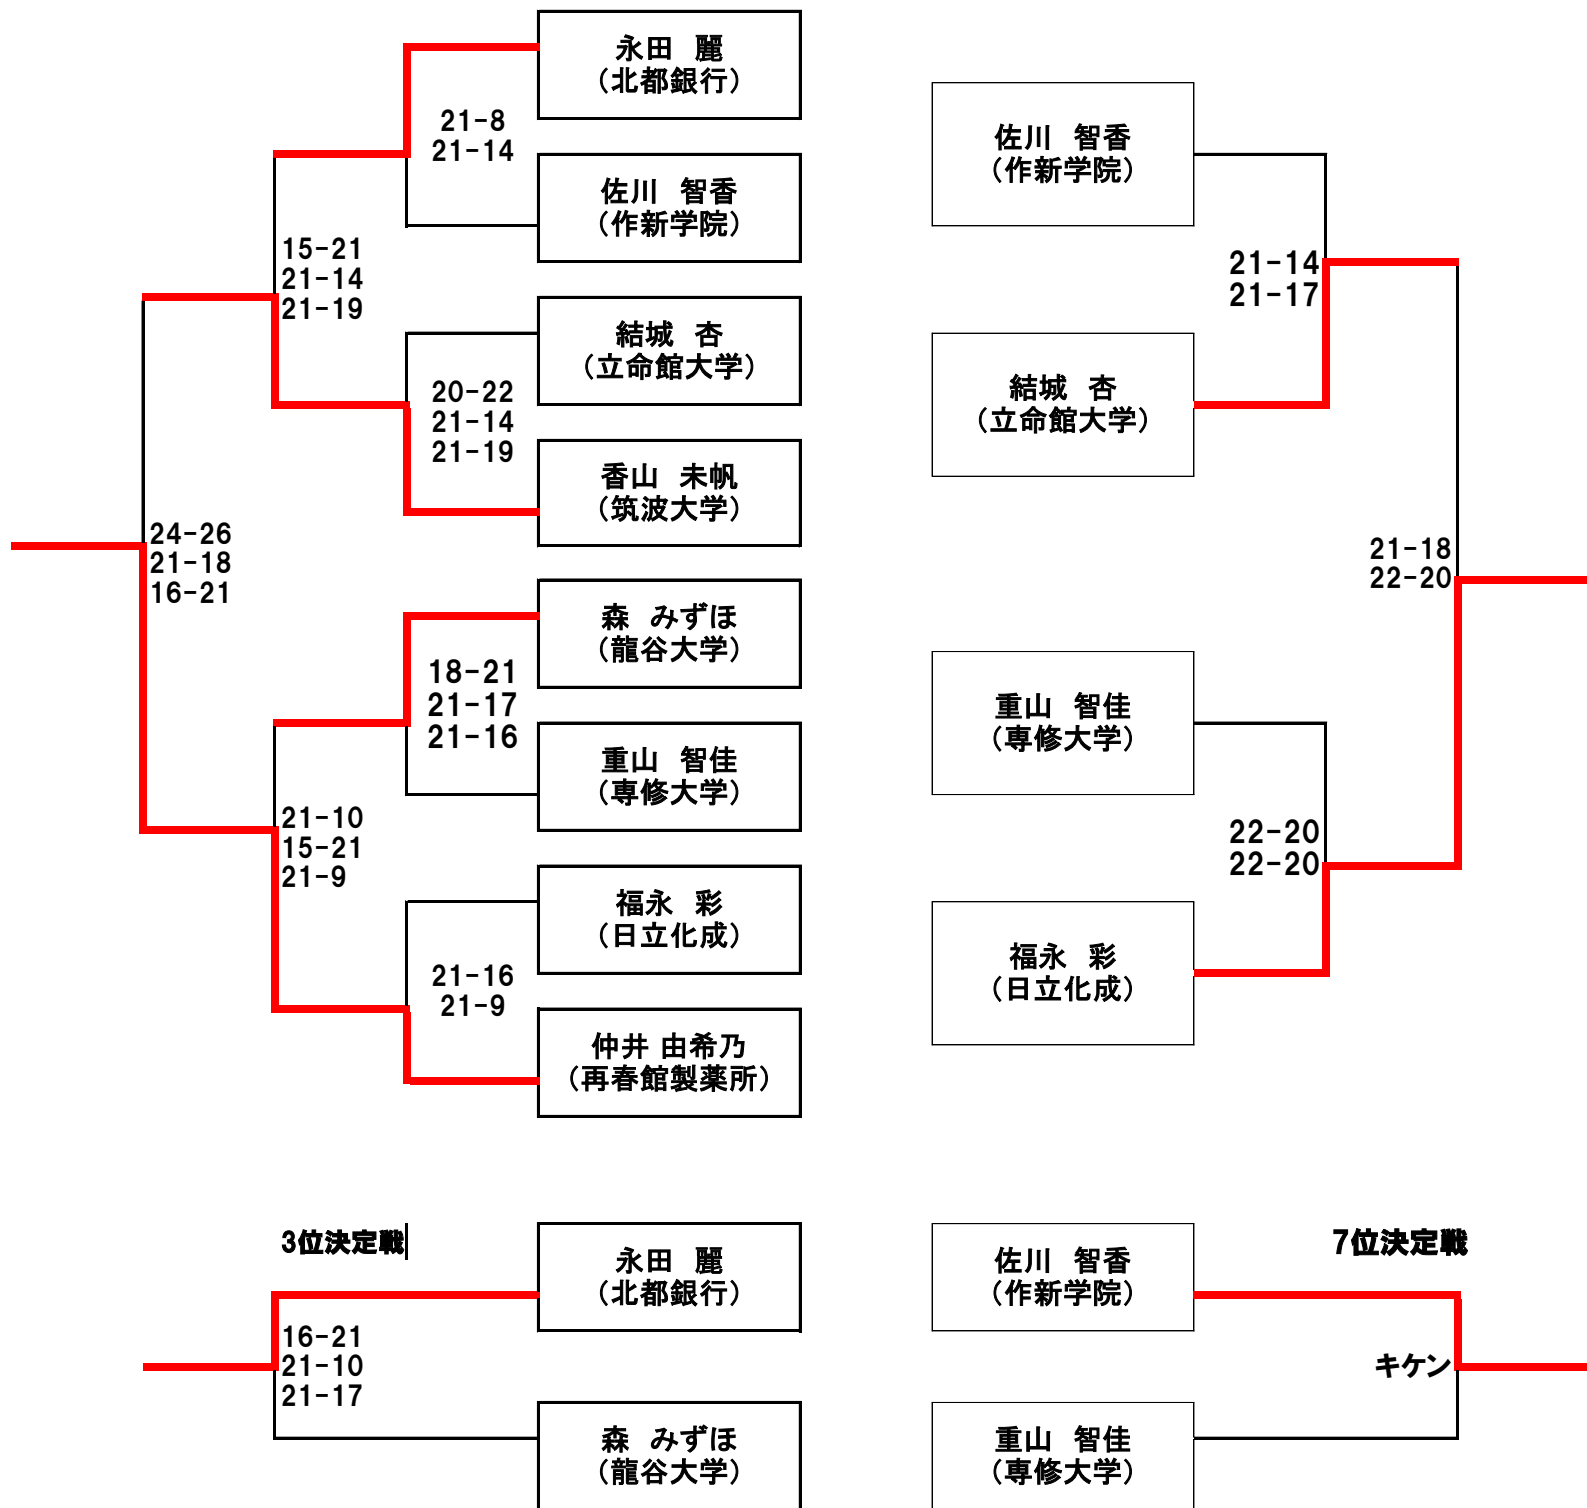 永田 麗
(北都銀行)
21-8
21-14
佐川 智香
(作新学院)
15-21
21-14
21-19
結城 杏
(立命館大学)
20-22
21-14
21-19
香山 未帆
(筑波大学)
24-26
21-18
16-21
森 みずほ
(龍谷大学)
18-21
21-17
21-16
重山 智佳
(専修大学)
21-10
15-21
21-9
福永 彩
(日立化成)
21-16
21-9
仲井 由希乃
(再春館製薬所)
佐川 智香
(作新学院)
21-14
21-17
結城 杏
(立命館大学)
21-18
22-20
重山 智佳
(専修大学)
22-20
22-20
福永 彩
(日立化成)
3位決定戦
永田 麗
(北都銀行)
16-21
21-10
21-17
森 みずほ
(龍谷大学)
7位決定戦
佐川 智香
(作新学院)
キケン
重山 智佳
(専修大学)